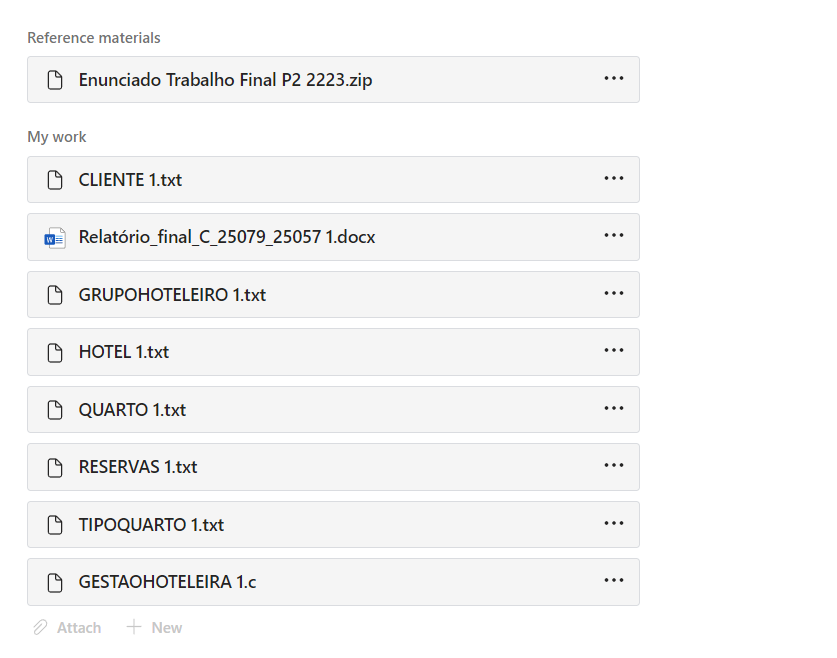 Reference materials
Enunciado Trabalho Final P2 2223.zip
My work
CLIENTE 1.txt
Relatório_final_C_25079_25057 1.docx
GRUPOHOTELEIRO 1.txt
HOTEL 1.txt
QUARTO 1.txt
RESERVAS 1.txt
TIPOQUARTO 1.txt
GESTAOHOTELEIRA 1.c
Attach New